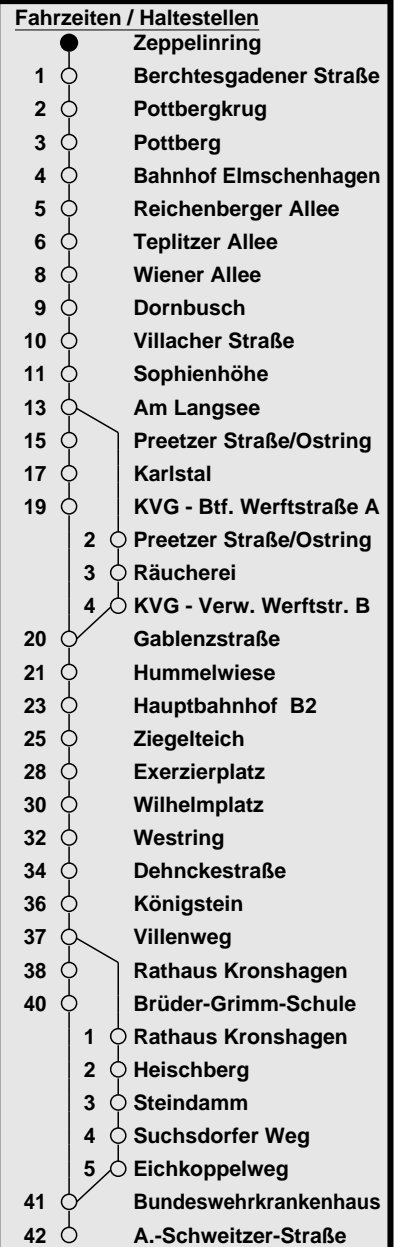 Fahrzeiten / Haltestellen
Zeppelinring
1 Berchtesgadener Straße
2 Pottbergkrug
3 Pottberg
4 Bahnhof Elmschenhagen
5 Reichenberger Allee
6 Teplitzer Allee
8 Wiener Allee
9 Dornbusch
10 Villacher Straße
11 Sophienhöhe
13 Am Langsee
15 Preetzer Straße/Ostring
17 Karlstal
19 KVG - Btf. Werftstraße A
2 Preetzer Straße/Ostring
3 Räucherei
4 KVG - Verw. Werftstr. B
20 Gablenzstraße
21 Hummelwiese
23 Hauptbahnhof B2
25 Ziegelteich
28 Exerzierplatz
30 Wilhelmplatz
32 Westring
34 Dehnckestraße
36 Königstein
37 Villenweg
38 Rathaus Kronshagen
40 Brüder-Grimm-Schule
1 Rathaus Kronshagen
2 Heischberg
3 Steindamm
4 Suchsdorfer Weg
5 Eichkoppelweg
41 Bundeswehrkrankenhaus
42 A.-Schweitzer-Straße